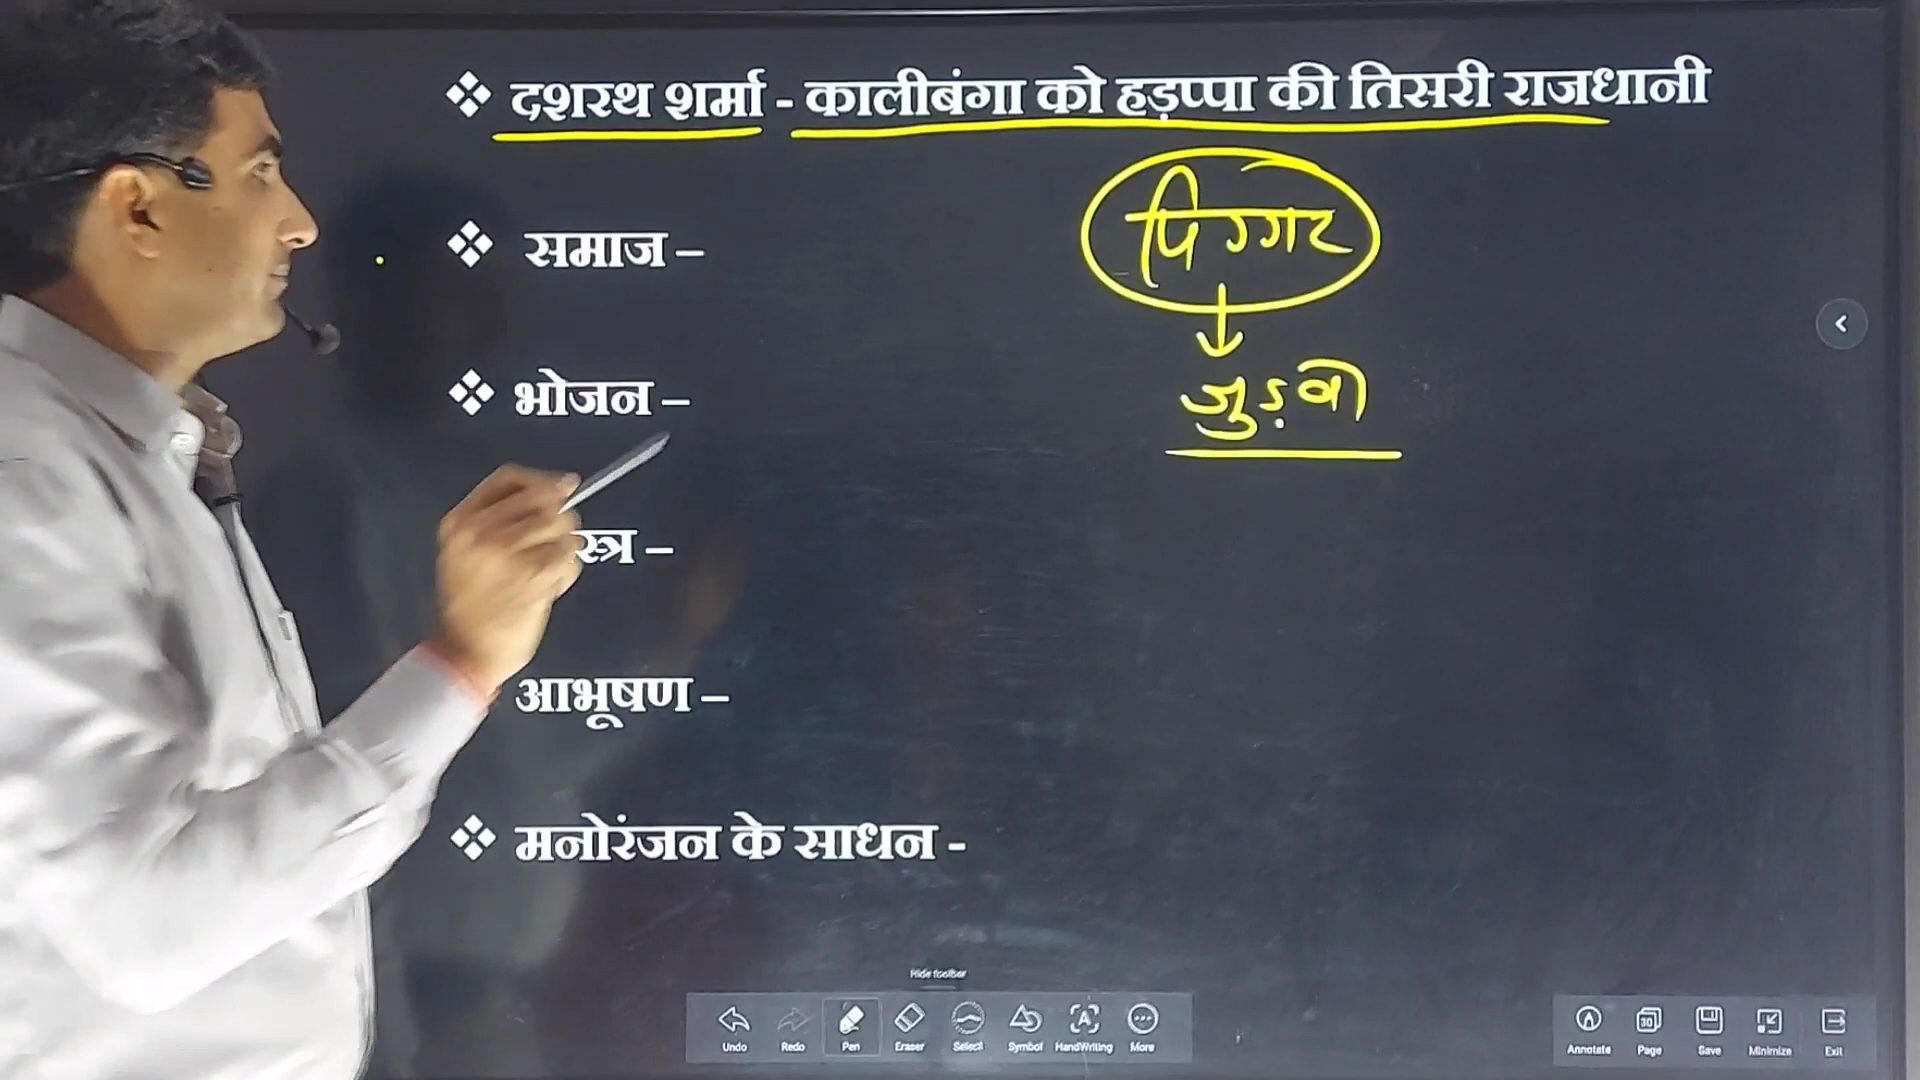 ❖ दशरथ शर्मा - कालीबंगा को हड़प्पा की तिसरी राजधानी
पिग्गट
↓
जुड़वा
❖ समाज –
❖ भोजन –
स्त्र –
आभूषण –
❖ मनोरंजन के साधन -
Hide toolbar
Undo Redo Pen Eraser Select Symbol HandWriting More
Annotate Page Save Minimize Exit
30